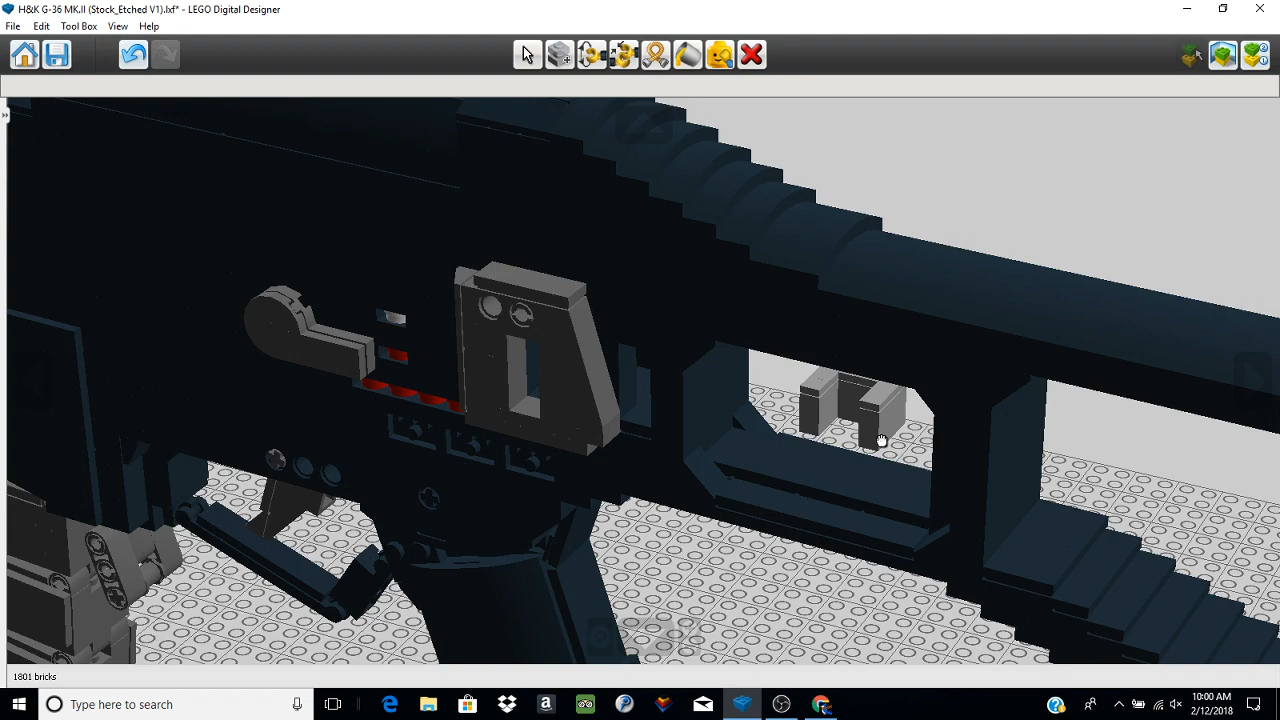 H&K G-36 MK.II (Stock_Etched V1).lxf* - LEGO Digital Designer
File Edit Tool Box View Help
1801 bricks
Type here to search
10:00 AM
2/12/2018